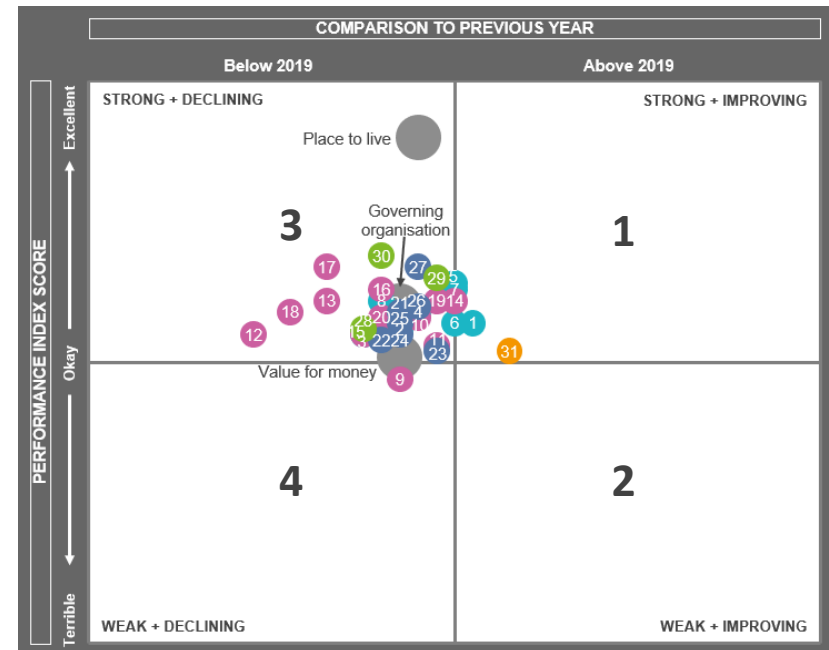 COMPARISON TO PREVIOUS YEAR
Below 2019 Above 2019
PERFORMANCE INDEX SCORE
Excellent
Okay
Terrible
STRONG + DECLINING STRONG + IMPROVING
Place to live
3 1
Governing
organisation
30 27
17 29 5
16 7
13 8 21 26 19 14
18 4
28 20 25 10 6 1
12 15 2
3 22 24 11
23 31
Value for money
9
4 2
WEAK + DECLINING WEAK + IMPROVING